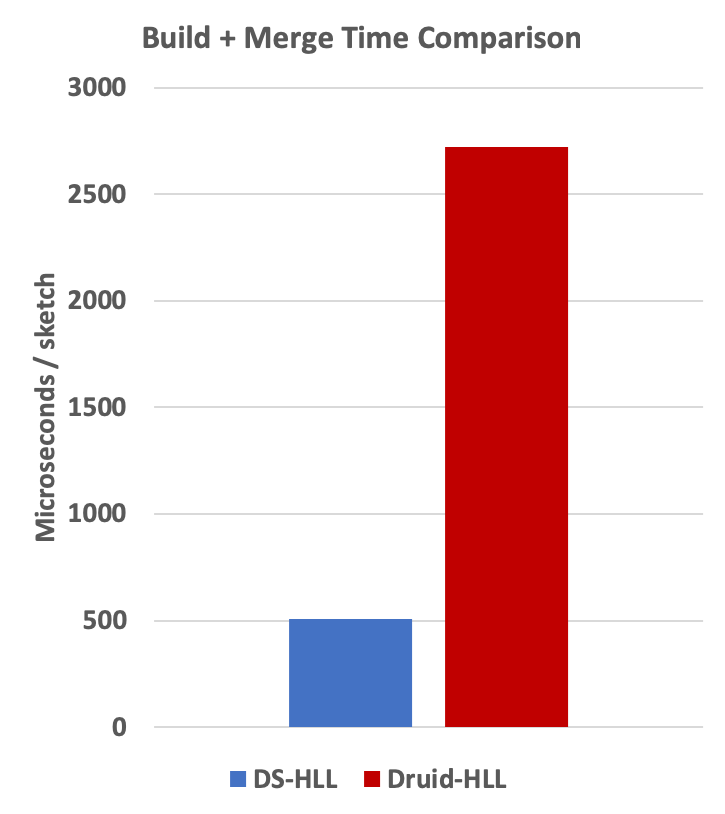 Build + Merge Time Comparison
Microseconds / sketch
3000
2500
2000
1500
1000
500
0
DS-HLL
Druid-HLL